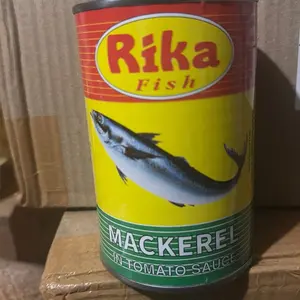 Rika
Fish
MACKEREL
IN TOMATO SAUCE